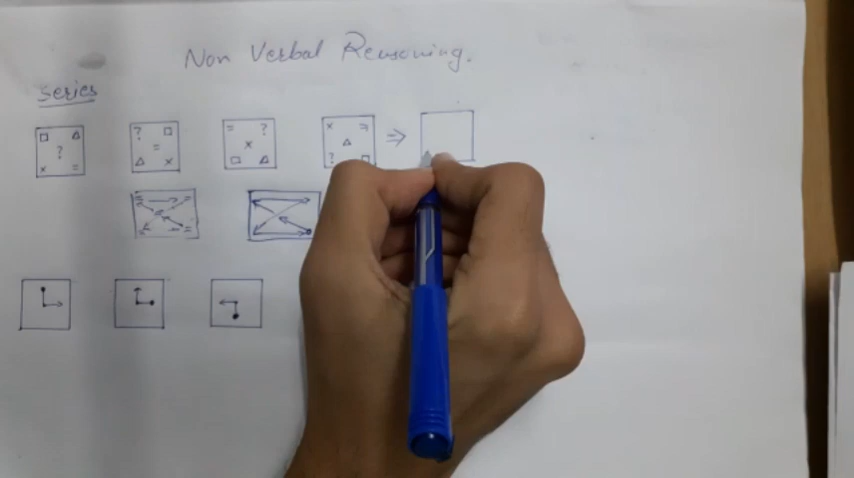 Non Verbal Reasoning.
Series
□ △ ? □ = ? × =
? = × △
× = △ × □ △ ? □